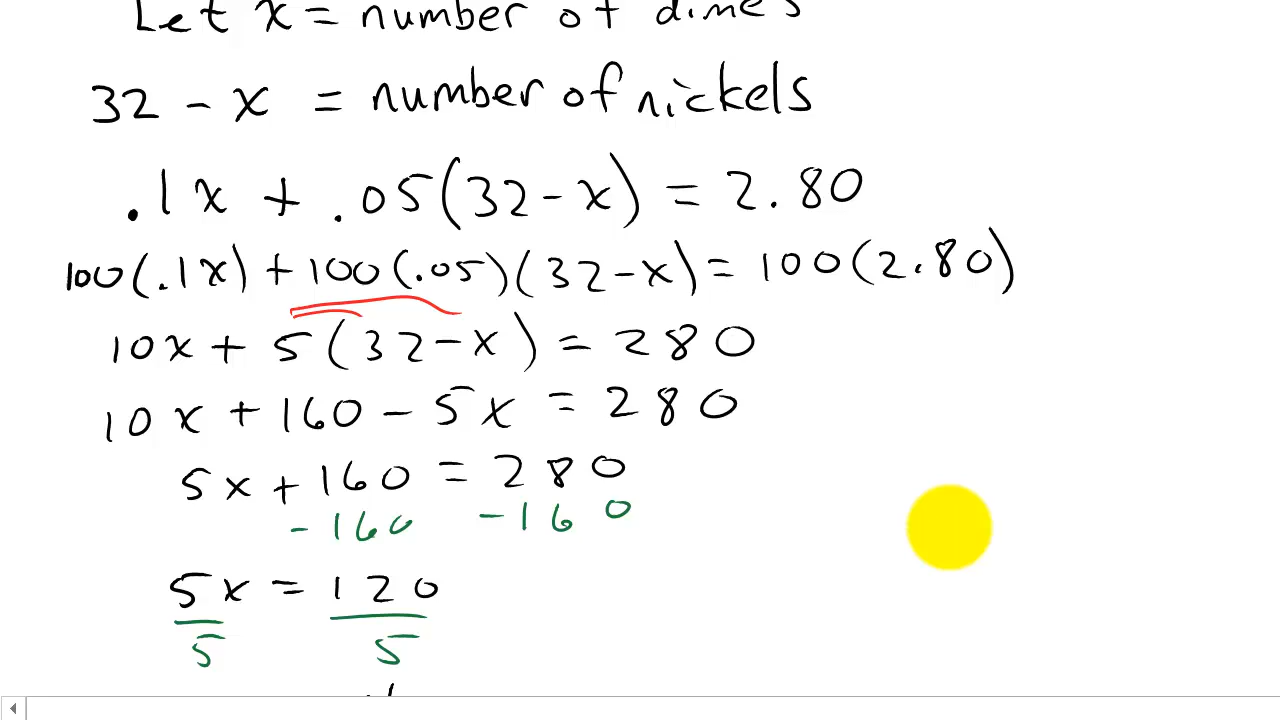 Let x = number of dimes
32 - x = number of nickels
.1x + .05(32-x) = 2.80
100(.1x) + 100(.05)(32-x) = 100(2.80)
10x + 5(32-x) = 280
10x + 160 - 5x = 280
5x + 160 = 280
-160 -160
5x = 120
5 5